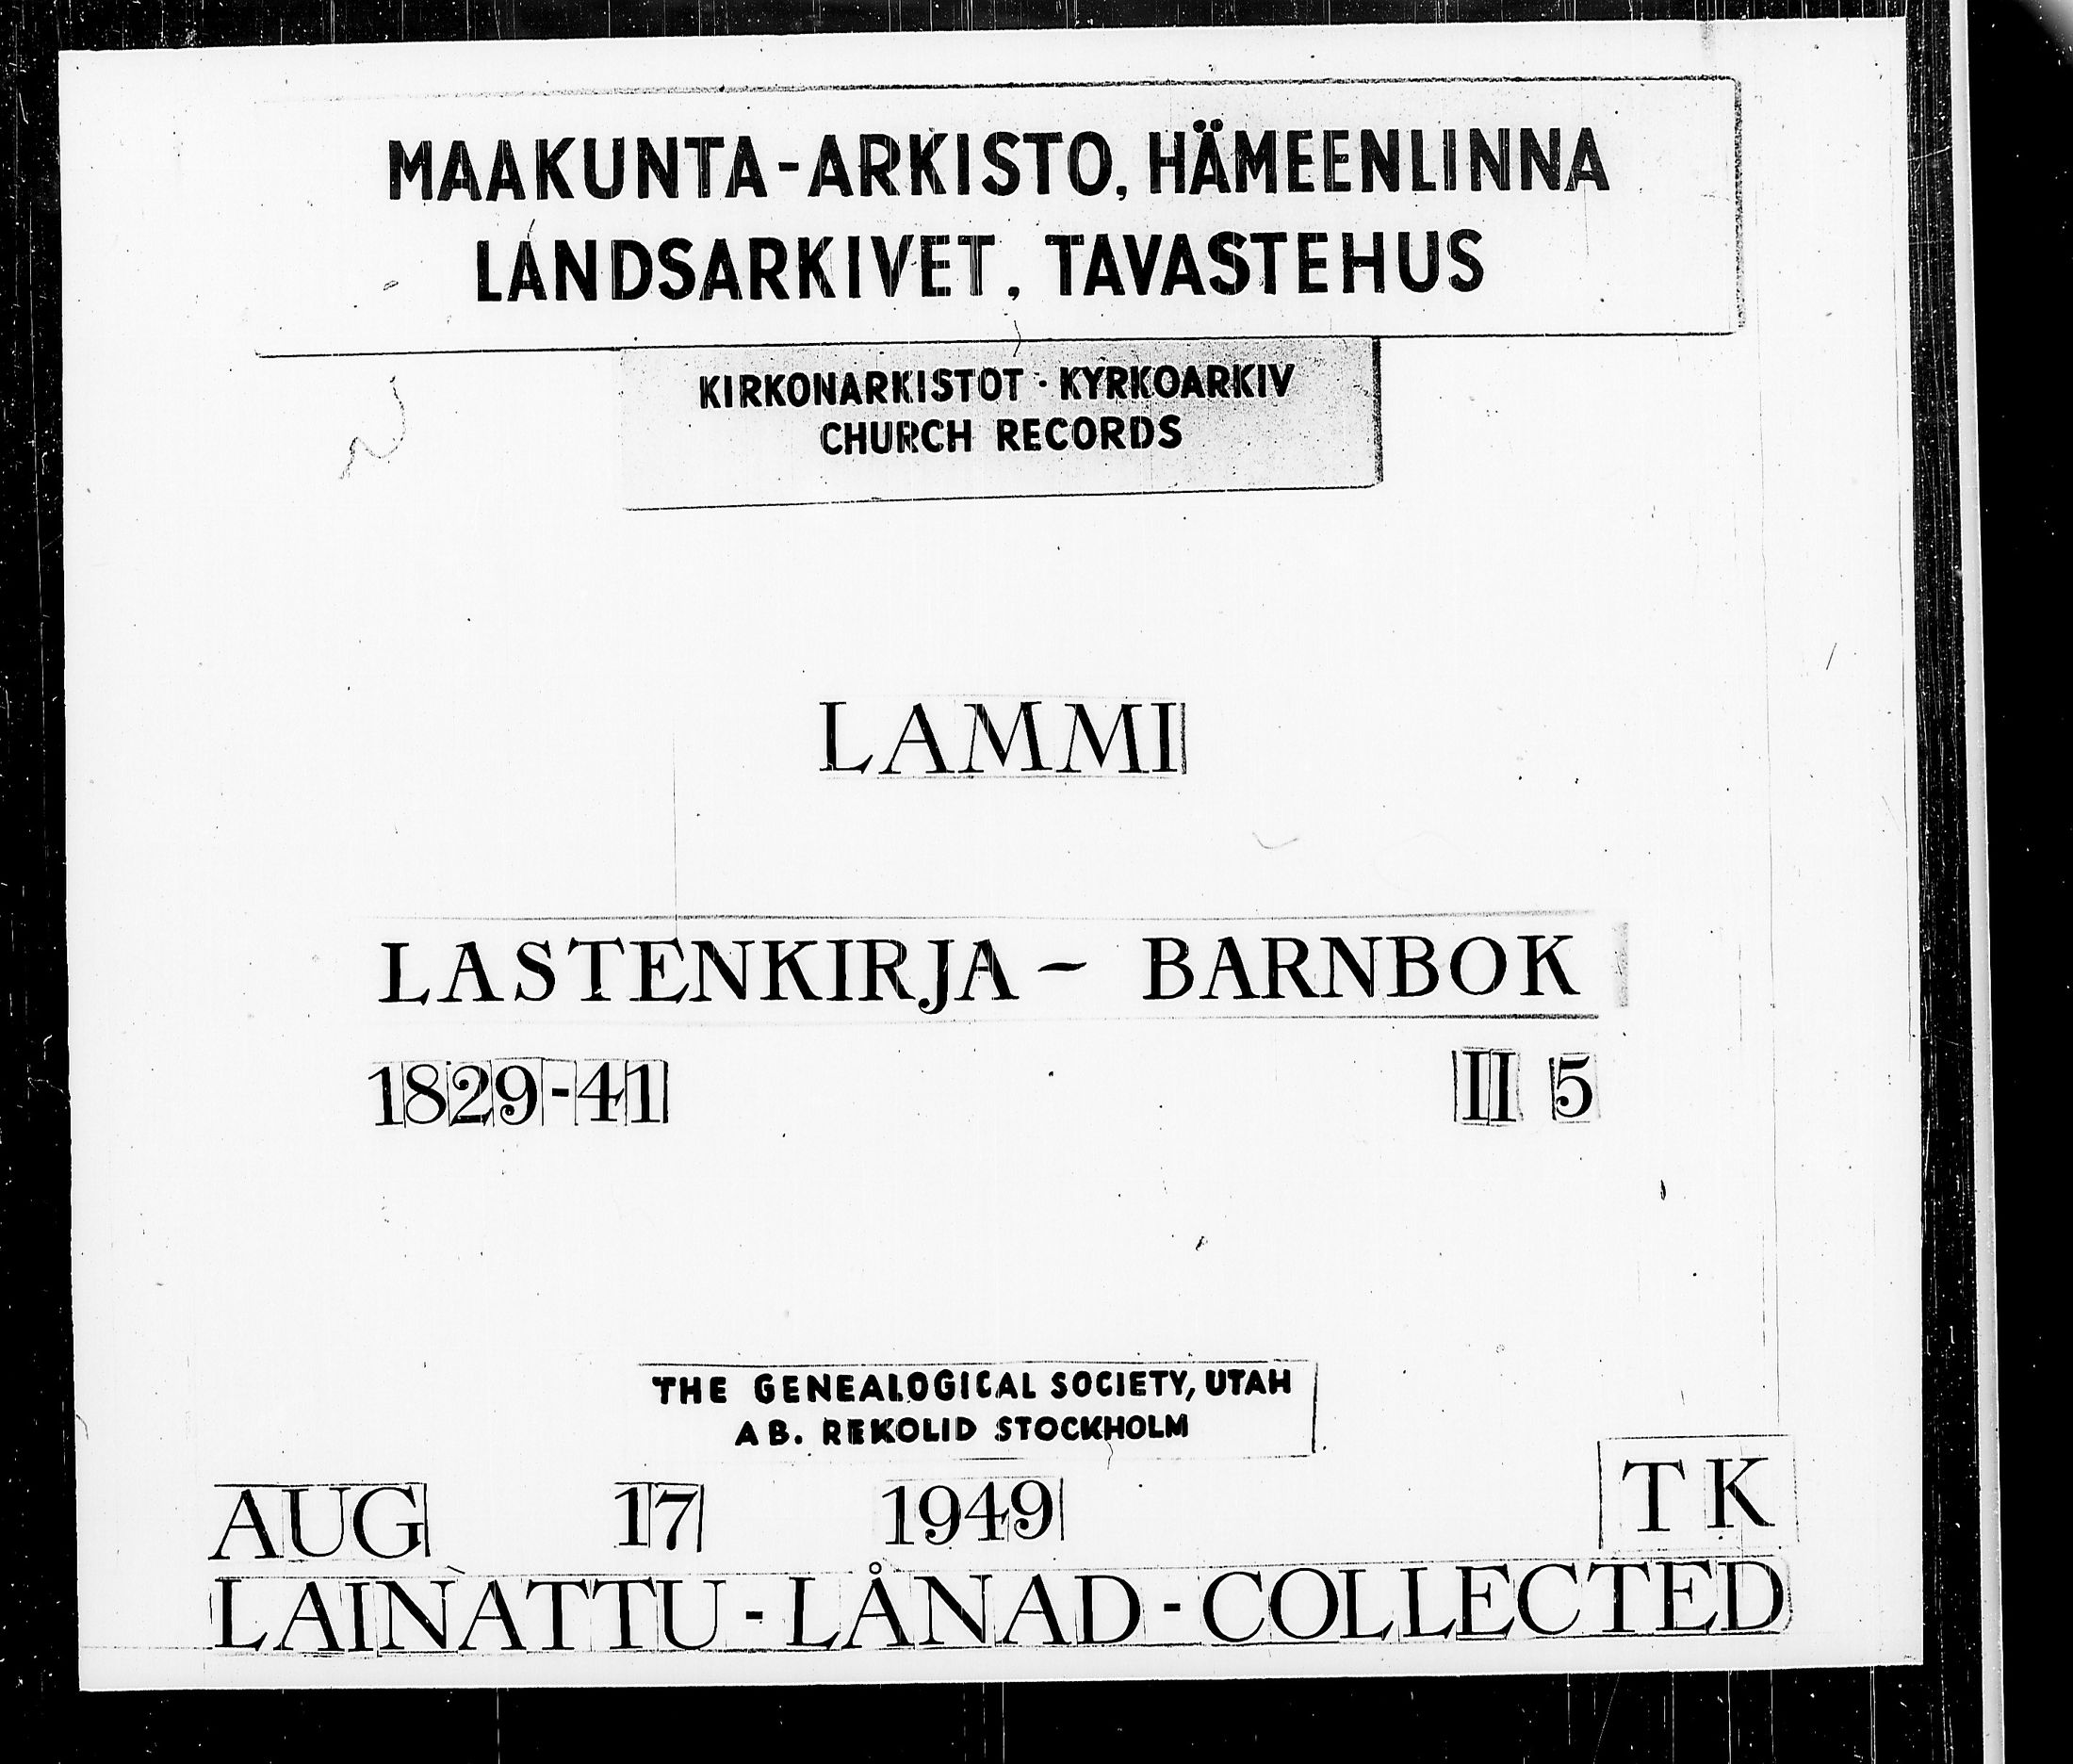 MAAKUNTA-ARKISTO, HÄMEENLINNA
LANDSARKIVET, TAVASTEHUS
KIRKONARKISTOT · KYRKOARKIV
CHURCH RECORDS
LAMMI
LASTENKIRJA - BARNBOK
1829-41 II 5
THE GENEALOGICAL SOCIETY, UTAH
AB. REKOLID STOCKHOLM
AUG 17 1949 TK
LAINATTU - LÅNAD - COLLECTED